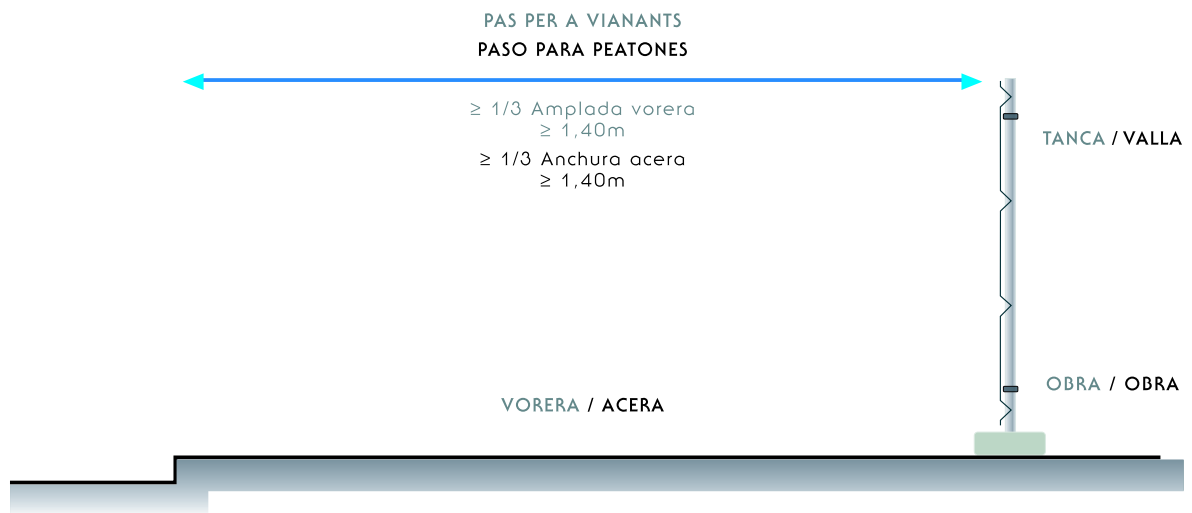 PAS PER A VIANANTS
PASO PARA PEATONES
≥ 1/3 Amplada vorera
≥ 1,40m
≥ 1/3 Anchura acera
≥ 1,40m
TANCA / VALLA
OBRA / OBRA
VORERA / ACERA